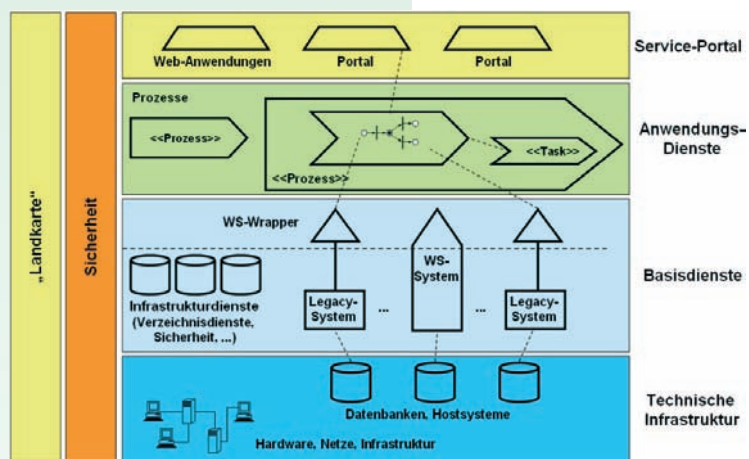 „Landkarte"
Sicherheit
Web-Anwendungen
Portal
Portal
Service-Portal
Prozesse
<<Prozess>>
<<Prozess>>
<<Task>>
Anwendungs-
Dienste
WS-Wrapper
Infrastrukturdienste
(Verzeichnisdienste,
Sicherheit, ...)
Legacy-
System
...
WS-
System
...
Legacy-
System
Basisdienste
Datenbanken, Hostsysteme
Hardware, Netze, Infrastruktur
Technische
Infrastruktur